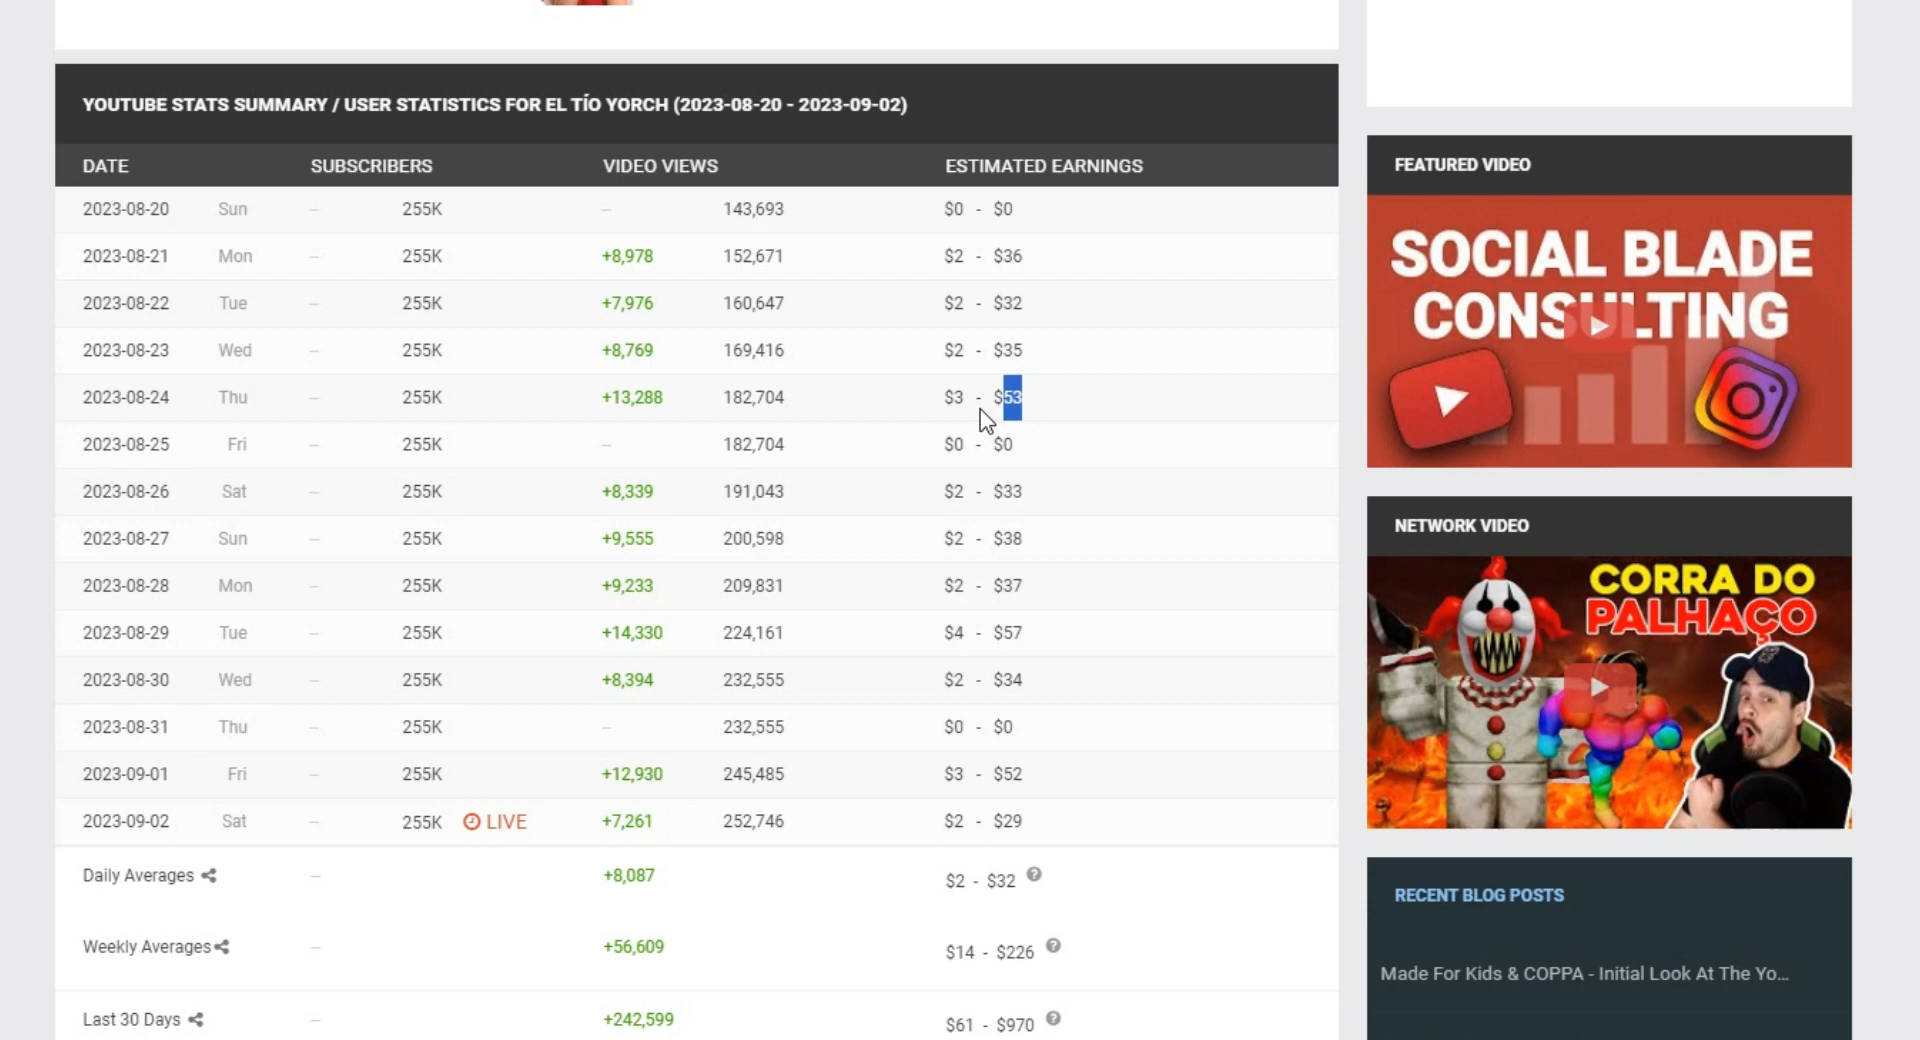 YOUTUBE STATS SUMMARY / USER STATISTICS FOR EL TÍO YORCH (2023-08-20 - 2023-09-02)
DATE SUBSCRIBERS VIDEO VIEWS ESTIMATED EARNINGS
2023-08-20 Sun – 255K – 143,693 $0 - $0
2023-08-21 Mon – 255K +8,978 152,671 $2 - $36
2023-08-22 Tue – 255K +7,976 160,647 $2 - $32
2023-08-23 Wed – 255K +8,769 169,416 $2 - $35
2023-08-24 Thu – 255K +13,288 182,704 $3 - $53
2023-08-25 Fri – 255K – 182,704 $0 - $0
2023-08-26 Sat – 255K +8,339 191,043 $2 - $33
2023-08-27 Sun – 255K +9,555 200,598 $2 - $38
2023-08-28 Mon – 255K +9,233 209,831 $2 - $37
2023-08-29 Tue – 255K +14,330 224,161 $4 - $57
2023-08-30 Wed – 255K +8,394 232,555 $2 - $34
2023-08-31 Thu – 255K – 232,555 $0 - $0
2023-09-01 Fri – 255K +12,930 245,485 $3 - $52
2023-09-02 Sat – 255K LIVE +7,261 252,746 $2 - $29
Daily Averages – +8,087 $2 - $32
Weekly Averages – +56,609 $14 - $226
Last 30 Days – +242,599 $61 - $970
FEATURED VIDEO
SOCIAL BLADE
CONSULTING
NETWORK VIDEO
CORRA DO
PALHAÇO
RECENT BLOG POSTS
Made For Kids & COPPA - Initial Look At The Yo...